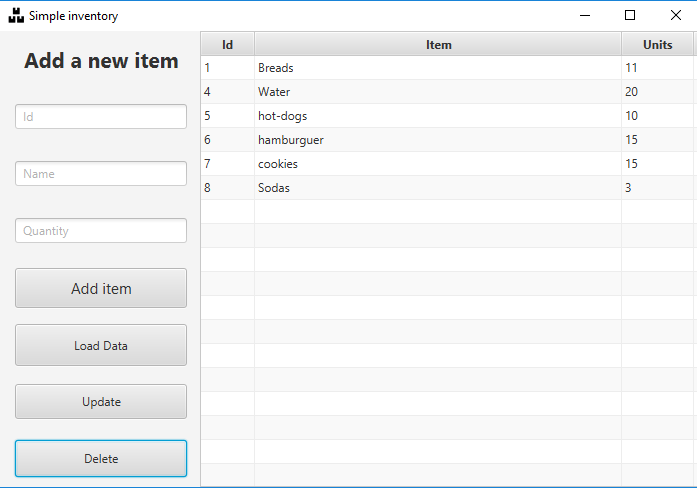 Simple inventory
Add a new item
Id
Name
Quantity
Add item
Load Data
Update
Delete
Id Item Units
1 Breads 11
4 Water 20
5 hot-dogs 10
6 hamburguer 15
7 cookies 15
8 Sodas 3